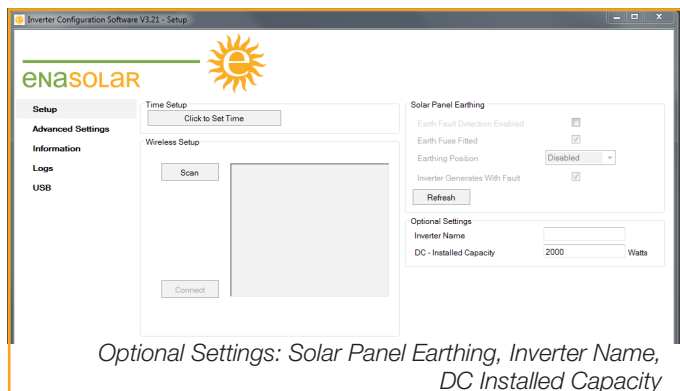 Inverter Configuration Software V3.21 - Setup
enasolar
Setup
Advanced Settings
Information
Logs
USB
Time Setup
Click to Set Time
Wireless Setup
Scan
Connect
Solar Panel Earthing
Earth Fault Detection Enabled
Earth Fuse Fitted
Earthing Position Disabled
Inverter Generates With Fault
Refresh
Optional Settings
Inverter Name
DC - Installed Capacity 2000 Watts
Optional Settings: Solar Panel Earthing, Inverter Name,
DC Installed Capacity